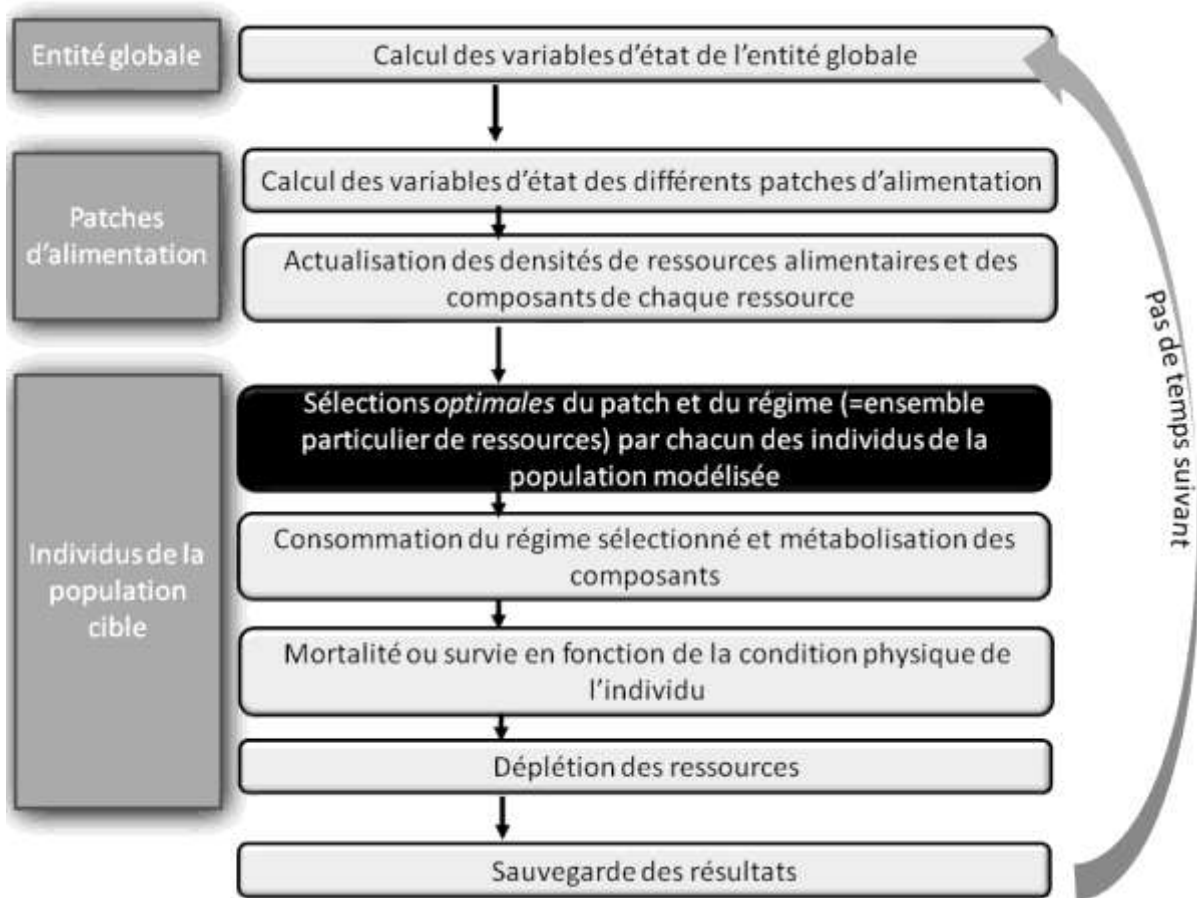 Entité globale
Calcul des variables d'état de l'entité globale
Patches
d'alimentation
Calcul des variables d'état des différents patches d'alimentation
Actualisation des densités de ressources alimentaires et des
composants de chaque ressource
Individus de la
population
cible
Sélections optimales du patch et du régime (=ensemble
particulier de ressources) par chacun des individus de la
population modélisée
Consommation du régime sélectionné et métabolisation des
composants
Mortalité ou survie en fonction de la condition physique de
l'individu
Déplétion des ressources
Sauvegarde des résultats
Pas de temps suivant